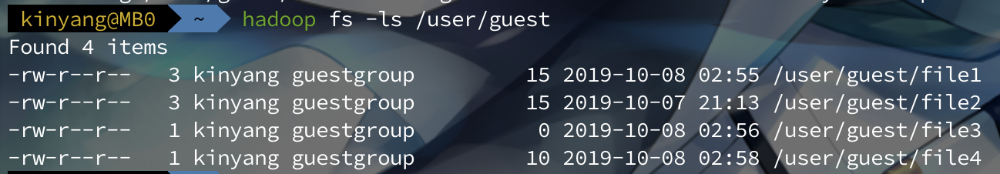 kinyang@MB0 ~ hadoop fs -ls /user/guest
Found 4 items
-rw-r--r--   3 kinyang guestgroup         15 2019-10-08 02:55 /user/guest/file1
-rw-r--r--   3 kinyang guestgroup         15 2019-10-07 21:13 /user/guest/file2
-rw-r--r--   1 kinyang guestgroup          0 2019-10-08 02:56 /user/guest/file3
-rw-r--r--   1 kinyang guestgroup         10 2019-10-08 02:58 /user/guest/file4